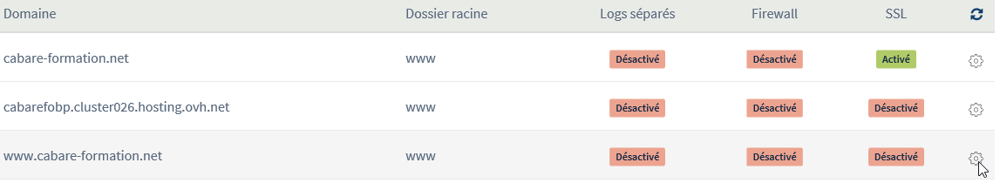 Domaine Dossier racine Logs séparés Firewall SSL
cabare-formation.net www Désactivé Désactivé Activé
cabarefobp.cluster026.hosting.ovh.net www Désactivé Désactivé Désactivé
www.cabare-formation.net www Désactivé Désactivé Désactivé